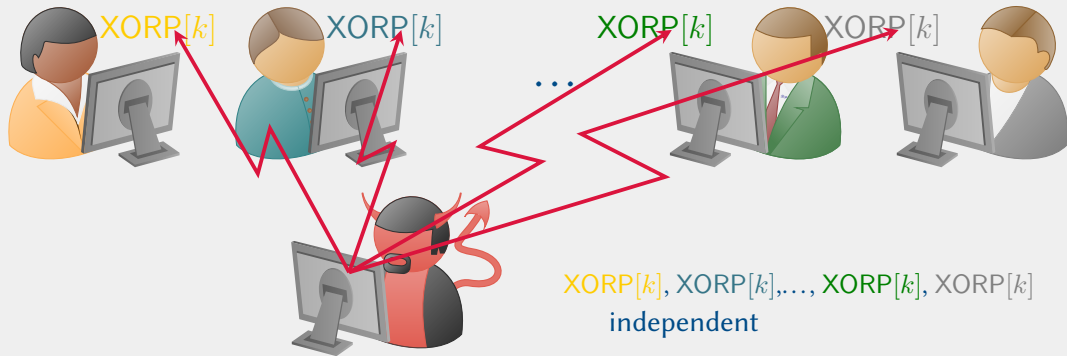 XORP[k] XORP[k] XORP[k] XORP[k]
...
XORP[k], XORP[k],..., XORP[k], XORP[k]
independent